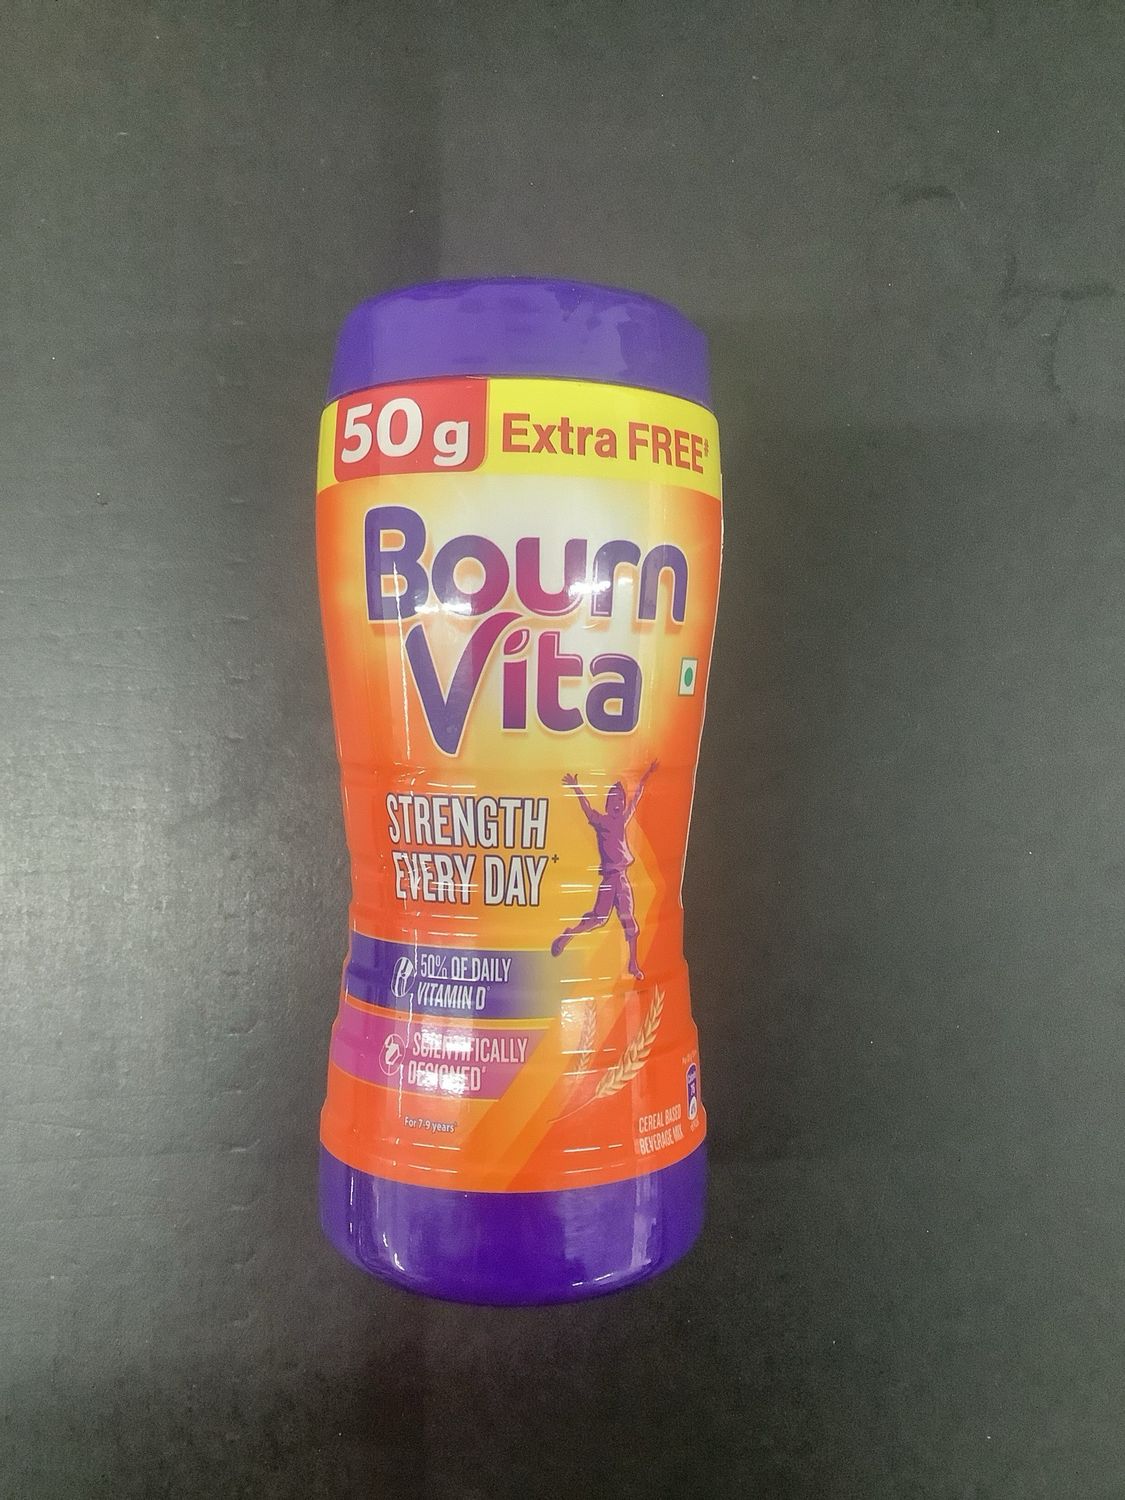 50 g Extra FREE#
Bourn
Vita
STRENGTH
EVERY DAY+
50% OF DAILY
VITAMIN D
SCIENTIFICALLY
DESIGNED#
For 7-9 years
CEREAL BASED
BEVERAGE MIX